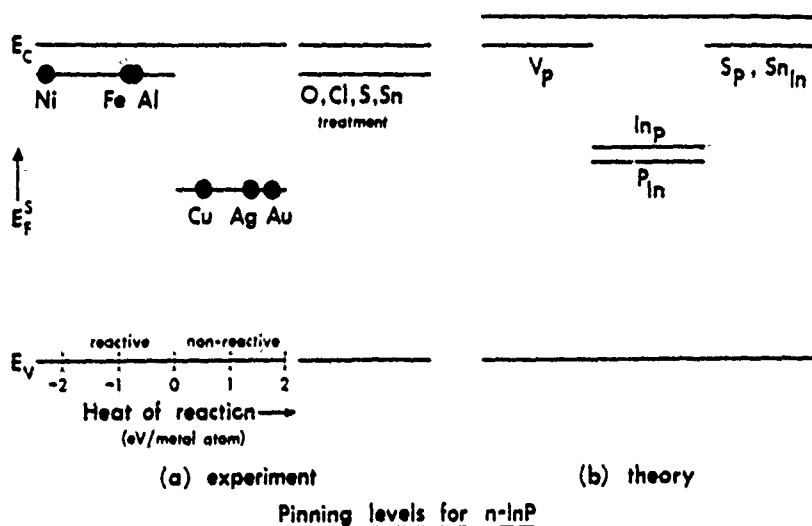 E_C
Ni Fe Al
O,Cl,S,Sn
treatment
V_P
S_P , Sn_In
In_P
P_In
E_F^S
Cu Ag Au
E_V
reactive non-reactive
-2 -1 0 1 2
Heat of reaction
(eV/metal atom)
(a) experiment
(b) theory
Pinning levels for n-InP